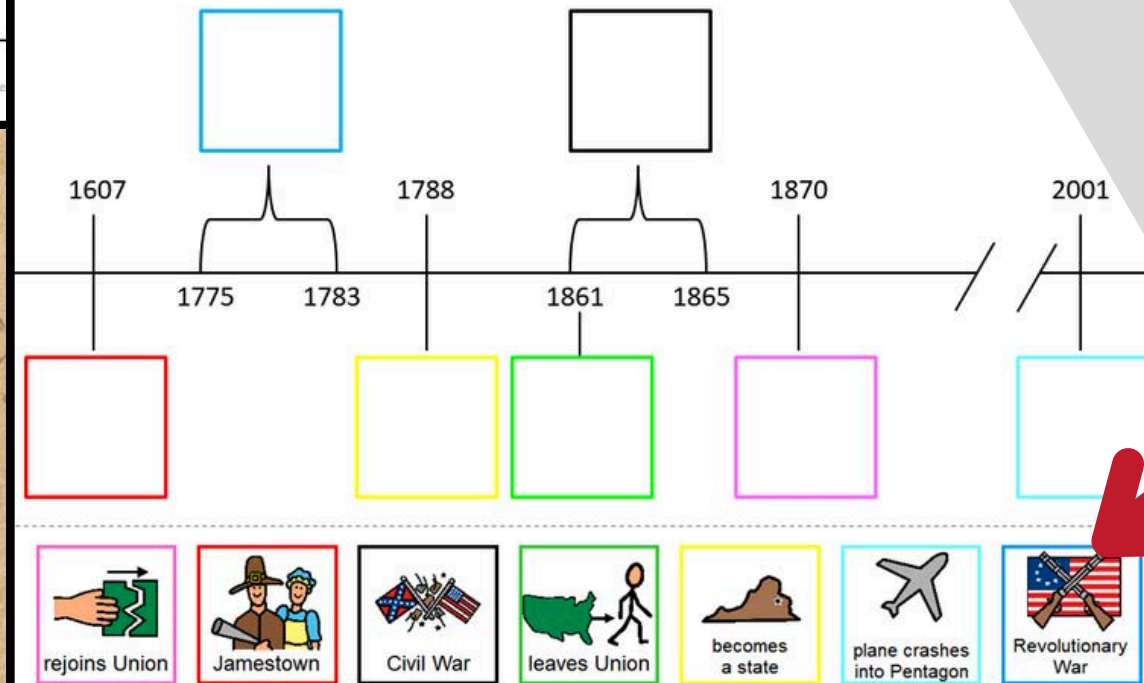 1607
1788
1870
2001
1775
1783
1861
1865
rejoins Union
Jamestown
Civil War
leaves Union
becomes
a state
plane crashes
into Pentagon
Revolutionary
War